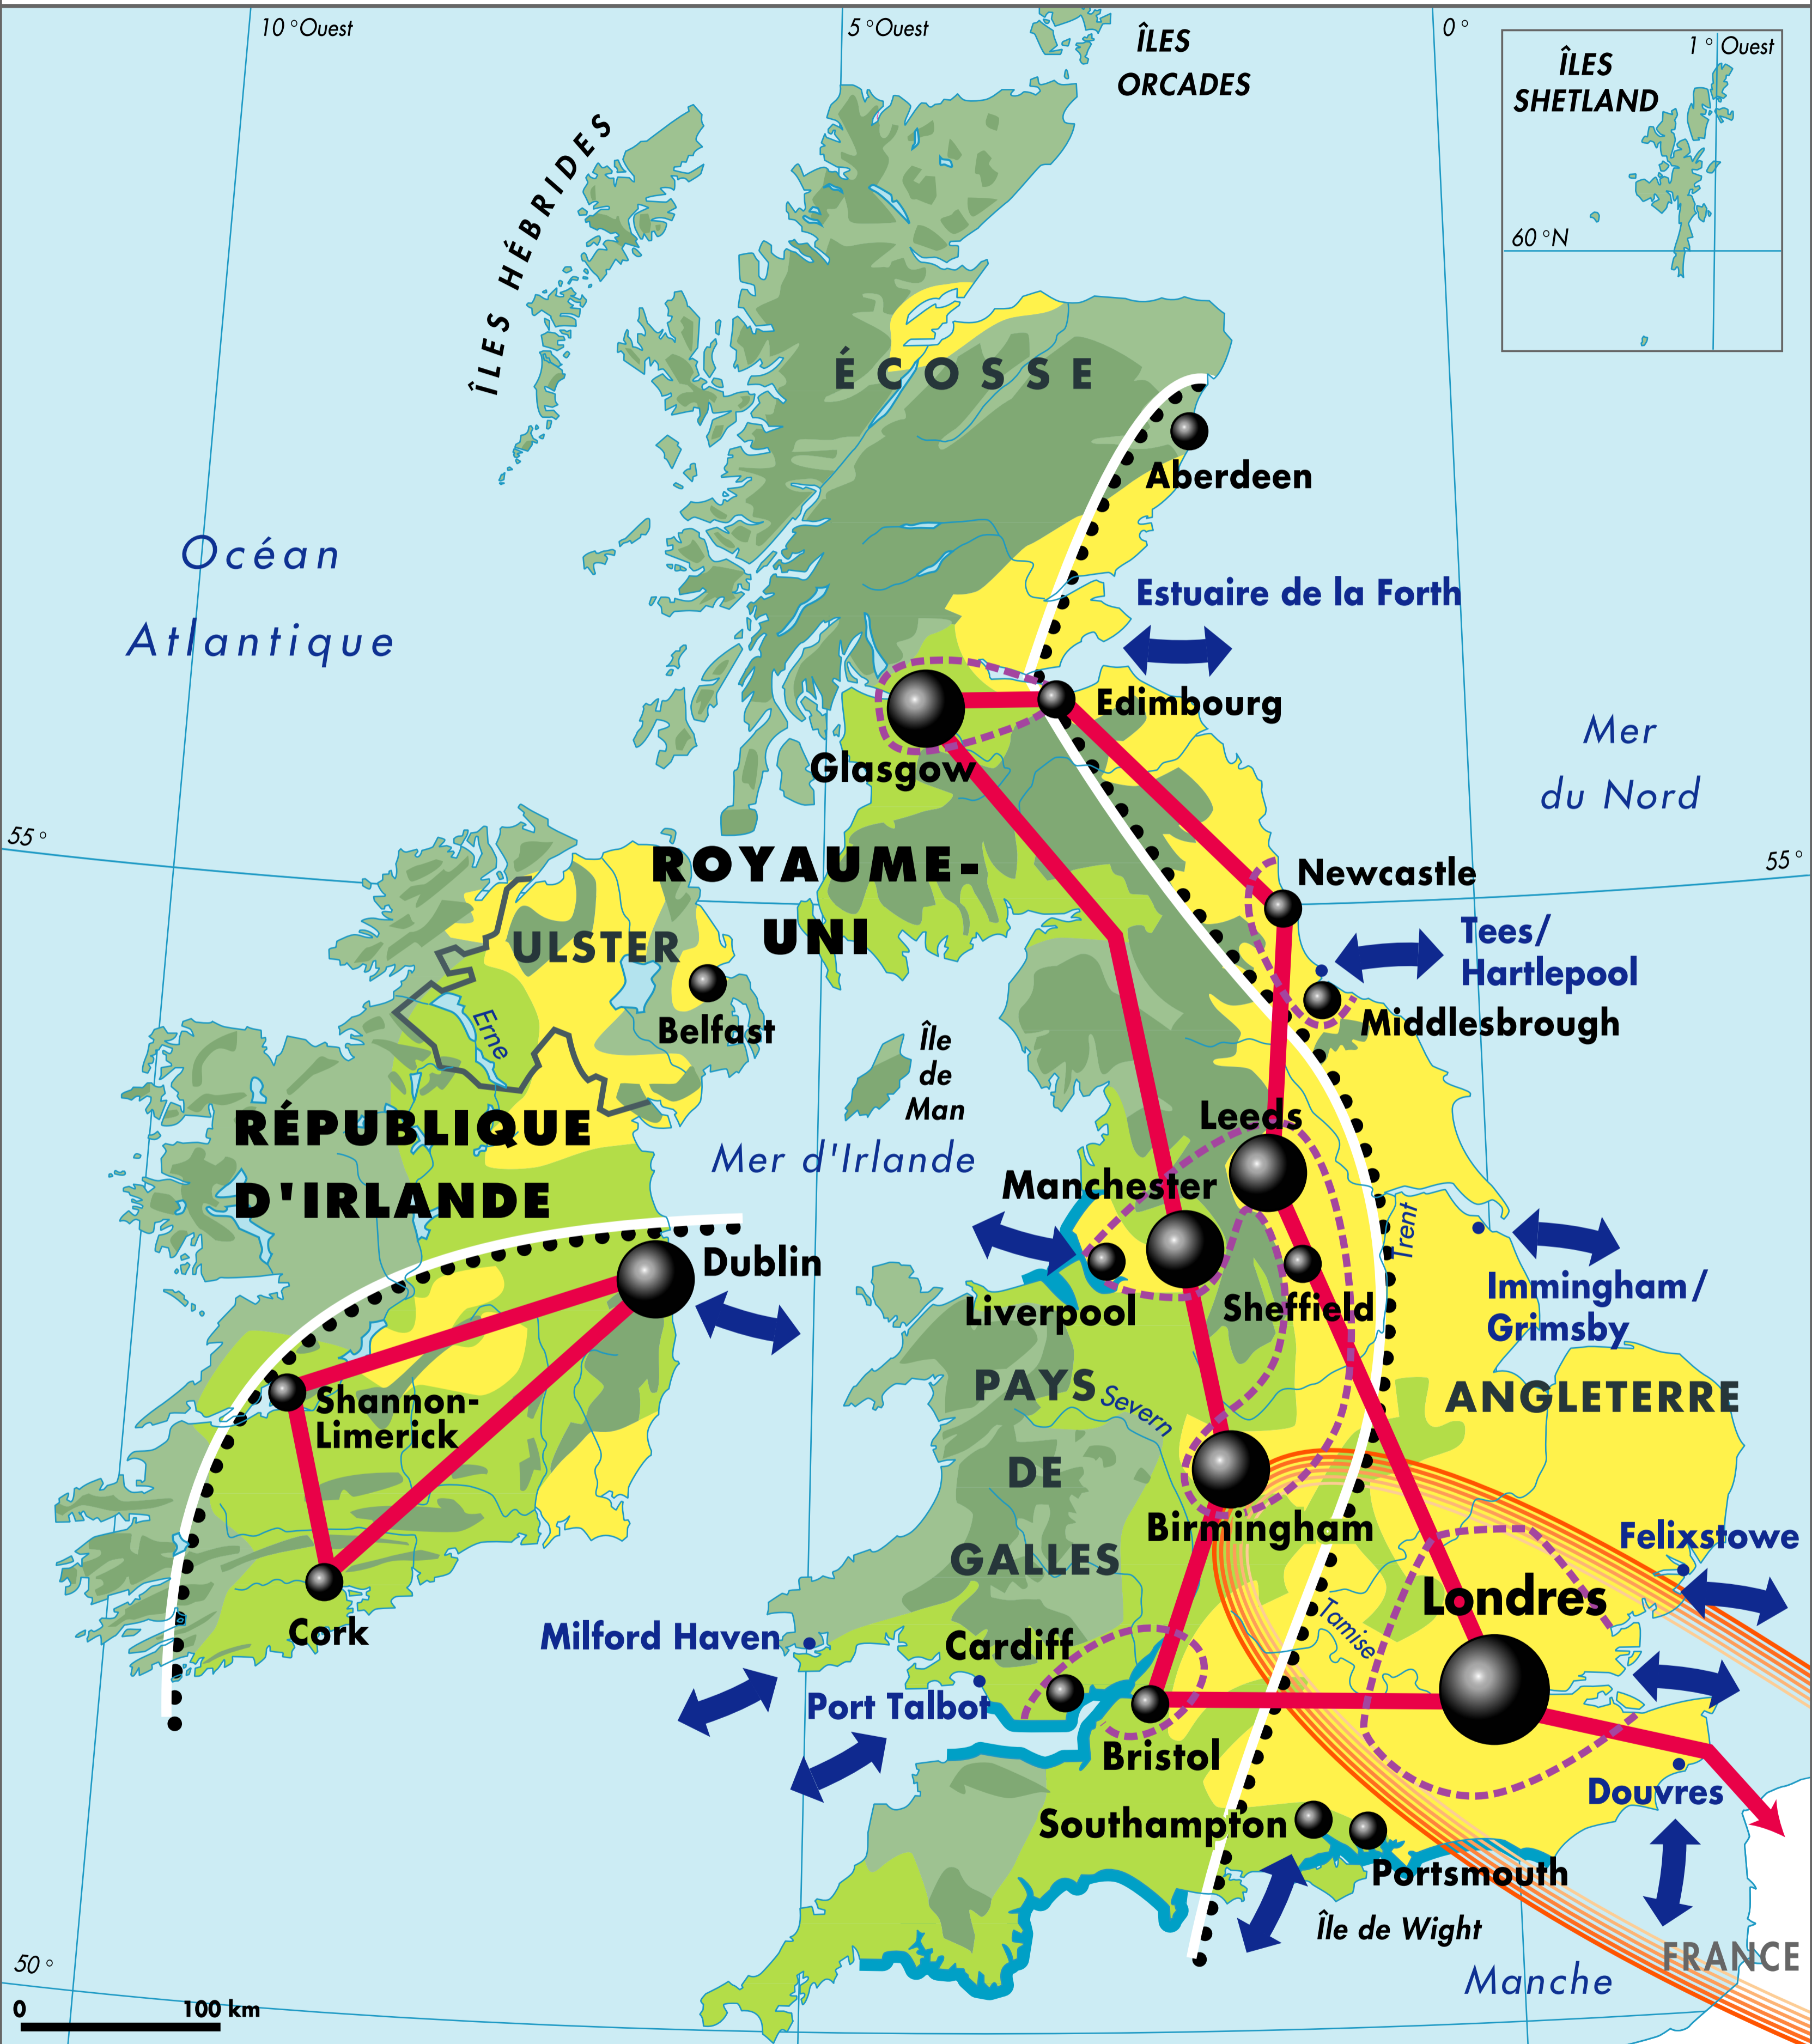 10 °Ouest
5 °Ouest
0 °
ÎLES
ORCADES
1 ° Ouest
ÎLES
SHETLAND
60 °N
ÎLES HÉBRIDES
ÉCOSSE
Aberdeen
Océan
Atlantique
Estuaire de la Forth
Edimbourg
Glasgow
Mer
du Nord
55 °
55 °
ROYAUME-
UNI
Newcastle
Tees/
Hartlepool
Middlesbrough
ULSTER
Belfast
Erne
Île
de
Man
RÉPUBLIQUE
D'IRLANDE
Mer d'Irlande
Leeds
Manchester
Trent
Dublin
Liverpool
Sheffield
Immingham/
Grimsby
PAYS
DE
GALLES
Severn
ANGLETERRE
Shannon-
Limerick
Birmingham
Felixstowe
Cork
Londres
Tamise
Milford Haven
Cardiff
Port Talbot
Bristol
Douvres
Southampton
Portsmouth
Île de Wight
FRANCE
Manche
50 °
0
100 km